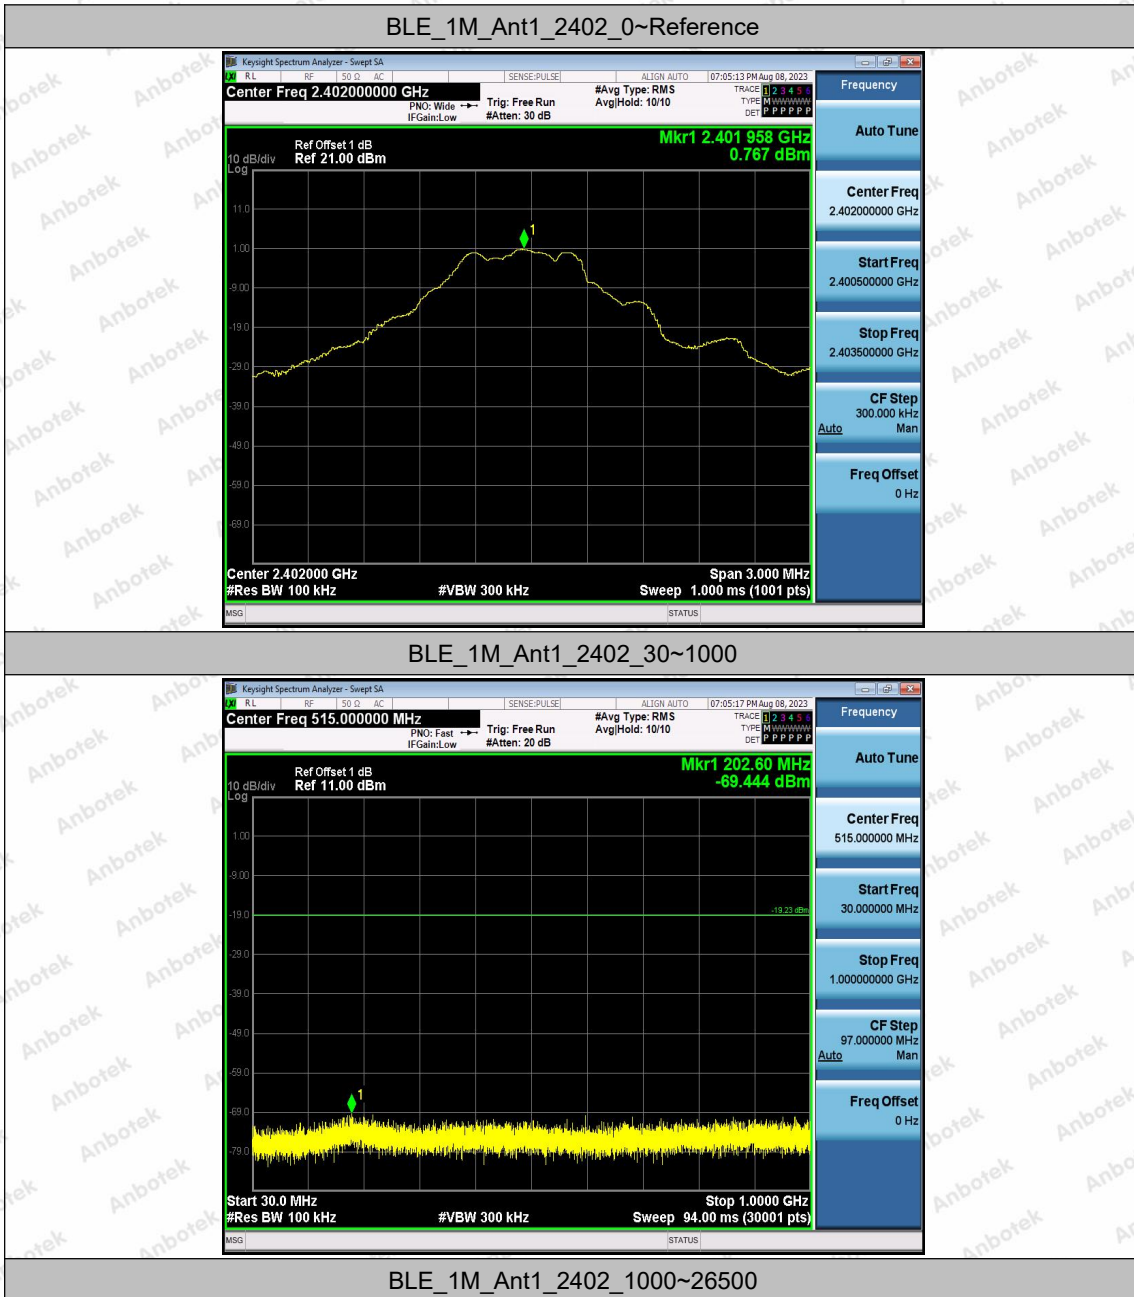 BLE_1M_Ant1_2402_0~Reference
Keysight Spectrum Analyzer - Swept SA
LXI RL RF 50 Ω AC SENSE:PULSE ALIGN AUTO 07:05:13 PM Aug 08, 2023
Center Freq 2.402000000 GHz
PNO: Wide
IFGain:Low
Trig: Free Run
#Atten: 30 dB
#Avg Type: RMS
Avg|Hold: 10/10
TRACE 1 2 3 4 5 6
TYPE M WWWWW
DET P P P P P P
Frequency
Auto Tune
Center Freq
2.402000000 GHz
Start Freq
2.400500000 GHz
Stop Freq
2.403500000 GHz
CF Step
300.000 kHz
Auto Man
Freq Offset
0 Hz
Mkr1 2.401 958 GHz
0.767 dBm
Ref Offset 1 dB
10 dB/div Ref 21.00 dBm
Log
11.0
1
1.00
-9.00
-19.0
-29.0
-39.0
-49.0
-59.0
-69.0
Center 2.402000 GHz Span 3.000 MHz
#Res BW 100 kHz #VBW 300 kHz Sweep 1.000 ms (1001 pts)
MSG STATUS
BLE_1M_Ant1_2402_30~1000
Keysight Spectrum Analyzer - Swept SA
LXI RL RF 50 Ω AC SENSE:PULSE ALIGN AUTO 07:05:17 PM Aug 08, 2023
Center Freq 515.000000 MHz
PNO: Fast
IFGain:Low
Trig: Free Run
#Atten: 20 dB
#Avg Type: RMS
Avg|Hold: 10/10
TRACE 1 2 3 4 5 6
TYPE M WWWWW
DET P P P P P P
Frequency
Auto Tune
Center Freq
515.000000 MHz
Start Freq
30.000000 MHz
Stop Freq
1.000000000 GHz
CF Step
97.000000 MHz
Auto Man
Freq Offset
0 Hz
Mkr1 202.60 MHz
-69.444 dBm
Ref Offset 1 dB
10 dB/div Ref 11.00 dBm
Log
1.00
-9.00
-19.0
-19.23 dBm
-29.0
-39.0
-49.0
-59.0
1
-69.0
-79.0
Start 30.0 MHz Stop 1.0000 GHz
#Res BW 100 kHz #VBW 300 kHz Sweep 94.00 ms (30001 pts)
MSG STATUS
BLE_1M_Ant1_2402_1000~26500
Anbotek